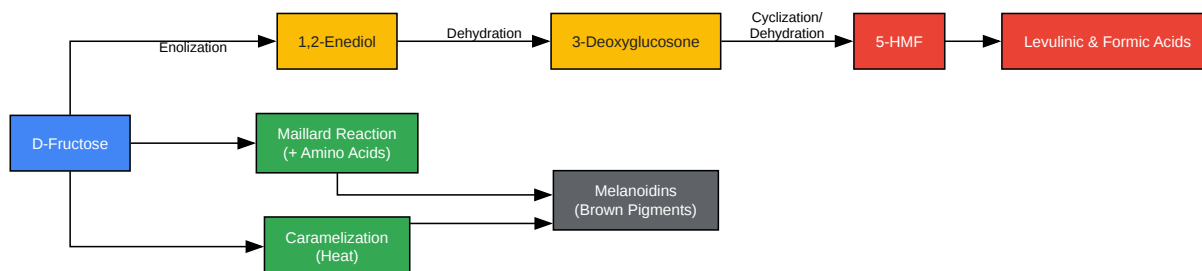 Cyclization/
Dehydration
Enolization
1,2-Enediol
Dehydration
3-Deoxyglucosone
5-HMF
Levulinic & Formic Acids
D-Fructose
Maillard Reaction
(+ Amino Acids)
Melanoidins
(Brown Pigments)
Caramelization
(Heat)